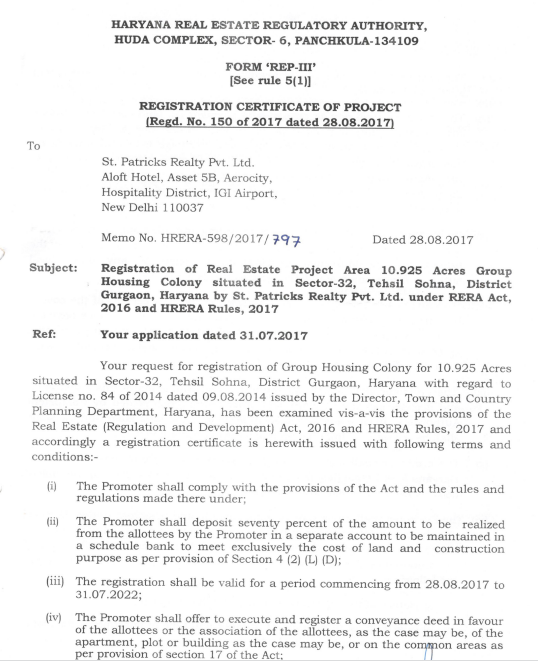 HARYANA REAL ESTATE REGULATORY AUTHORITY,
HUDA COMPLEX, SECTOR- 6, PANCHKULA-134109
FORM 'REP-III'
[See rule 5(1)]
REGISTRATION CERTIFICATE OF PROJECT
(Regd. No. 150 of 2017 dated 28.08.2017)
To
St. Patricks Realty Pvt. Ltd.
Aloft Hotel, Asset 5B, Aerocity,
Hospitality District, IGI Airport,
New Delhi 110037
Memo No. HRERA-598/2017/ 797 Dated 28.08.2017
Subject: Registration of Real Estate Project Area 10.925 Acres Group
Housing Colony situated in Sector-32, Tehsil Sohna, District
Gurgaon, Haryana by St. Patricks Realty Pvt. Ltd. under RERA Act,
2016 and HRERA Rules, 2017
Ref: Your application dated 31.07.2017
Your request for registration of Group Housing Colony for 10.925 Acres
situated in Sector-32, Tehsil Sohna, District Gurgaon, Haryana with regard to
License no. 84 of 2014 dated 09.08.2014 issued by the Director, Town and Country
Planning Department, Haryana, has been examined vis-a-vis the provisions of the
Real Estate (Regulation and Development) Act, 2016 and HRERA Rules, 2017 and
accordingly a registration certificate is herewith issued with following terms and
conditions:-
(i) The Promoter shall comply with the provisions of the Act and the rules and
regulations made there under;
(ii) The Promoter shall deposit seventy percent of the amount to be realized
from the allottees by the Promoter in a separate account to be maintained in
a schedule bank to meet exclusively the cost of land and construction
purpose as per provision of Section 4 (2) (L) (D);
(iii) The registration shall be valid for a period commencing from 28.08.2017 to
31.07.2022;
(iv) The Promoter shall offer to execute and register a conveyance deed in favour
of the allottees or the association of the allottees, as the case may be, of the
apartment, plot or building as the case may be, or on the common areas as
per provision of section 17 of the Act;